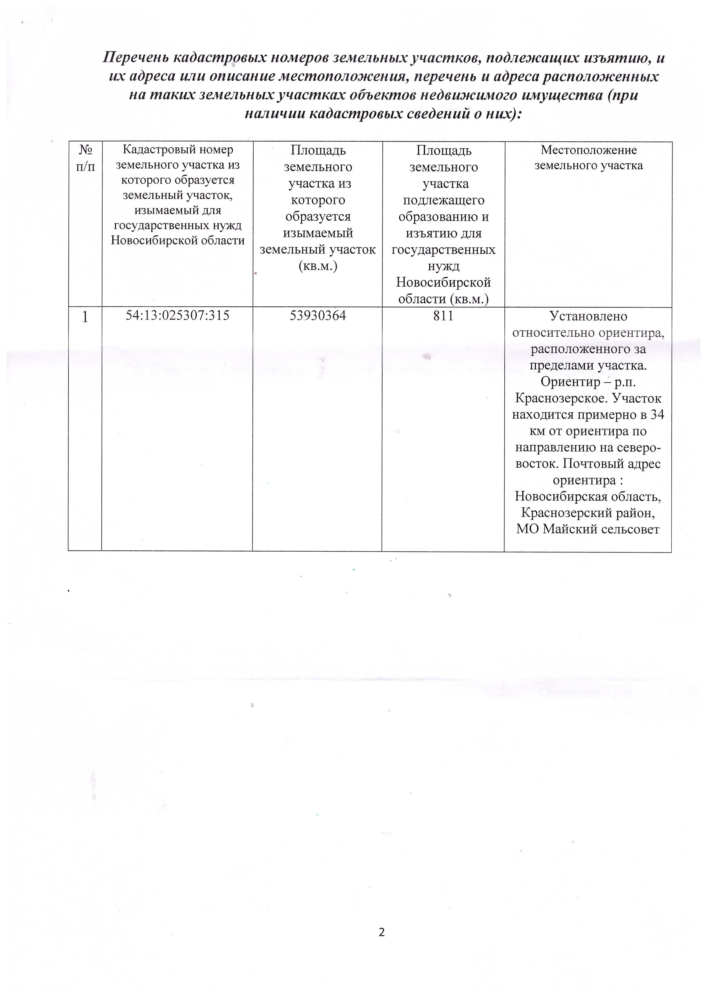 Перечень кадастровых номеров земельных участков, подлежащих изъятию, и
их адреса или описание местоположения, перечень и адреса расположенных
на таких земельных участках объектов недвижимого имущества (при
наличии кадастровых сведений о них):
№
п/п
Кадастровый номер
земельного участка из
которого образуется
земельный участок,
изымаемый для
государственных нужд
Новосибирской области
Площадь
земельного
участка из
которого
образуется
изымаемый
земельный участок
(кв.м.)
Площадь
земельного
участка
подлежащего
образованию и
изъятию для
государственных
нужд
Новосибирской
области (кв.м.)
Местоположение
земельного участка
1
54:13:025307:315
53930364
811
Установлено
относительно ориентира,
расположенного за
пределами участка.
Ориентир – р.п.
Краснозерское. Участок
находится примерно в 34
км от ориентира по
направлению на северо-
восток. Почтовый адрес
ориентира :
Новосибирская область,
Краснозерский район,
МО Майский сельсовет
2